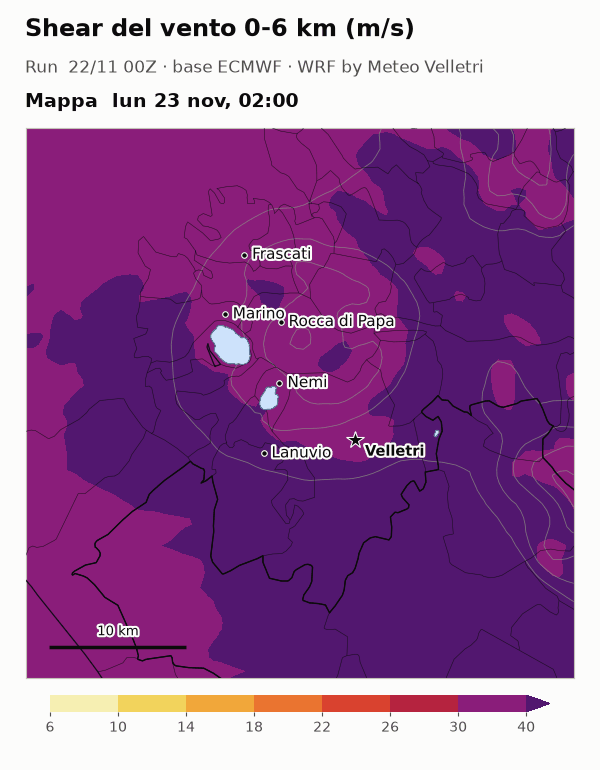 Shear del vento 0-6 km (m/s)
Run  22/11 00Z · base ECMWF · WRF by Meteo Velletri
Mappa  lun 23 nov, 02:00
Frascati
Marino
Rocca di Papa
Nemi
Velletri
Lanuvio
10 km
6 10 14 18 22 26 30 40